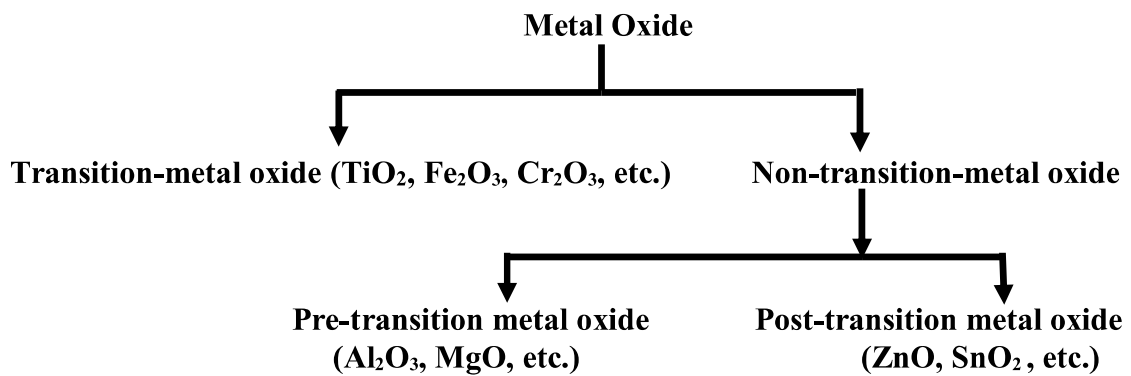 Metal Oxide
Transition-metal oxide (TiO₂, Fe₂O₃, Cr₂O₃, etc.)
Non-transition-metal oxide
Pre-transition metal oxide
(Al₂O₃, MgO, etc.)
Post-transition metal oxide
(ZnO, SnO₂ , etc.)